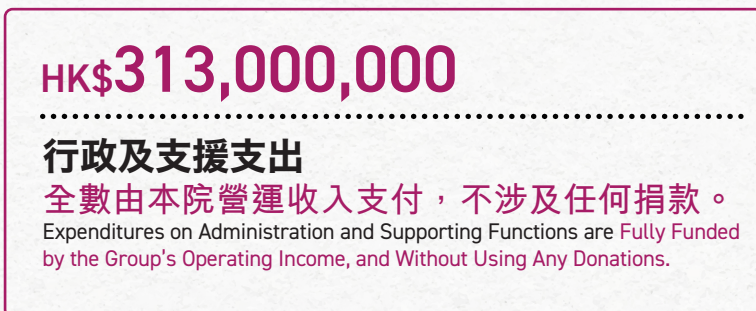 HK$313,000,000
行政及支援支出
全數由本院營運收入支付，不涉及任何捐款。
Expenditures on Administration and Supporting Functions are Fully Funded
by the Group's Operating Income, and Without Using Any Donations.